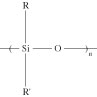 R
( Si — O )n
R'